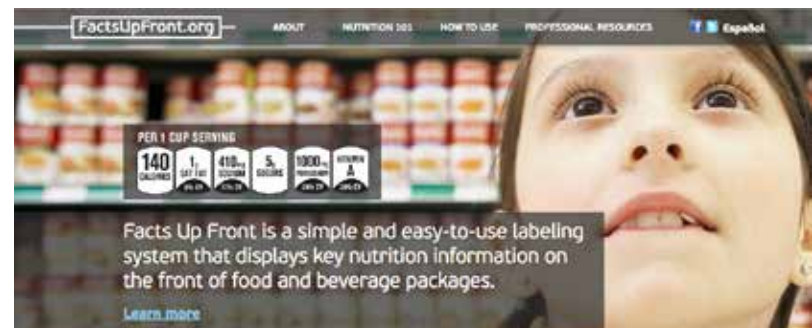 FactsUpFront.org
ABOUT NUTRITION 101 HOW TO USE PROFESSIONAL RESOURCES Español
PER 1 CUP SERVING
140 CALORIES
1g SAT FAT
410mg SODIUM
5g SUGARS
1000mg
VITAMIN A
Facts Up Front is a simple and easy-to-use labeling
system that displays key nutrition information on
the front of food and beverage packages.
Learn more